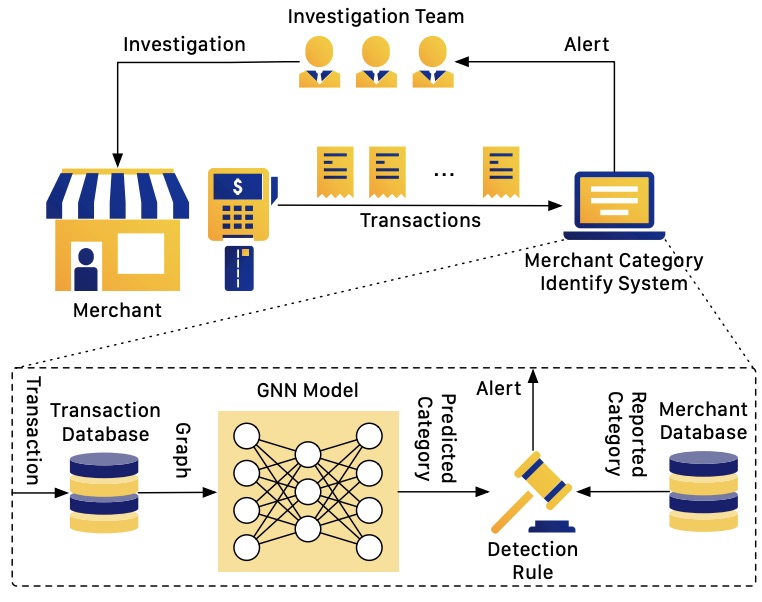 Investigation Team
Investigation
Alert
$
...
Transactions
Merchant
Merchant Category
Identify System
Transaction
Transaction
Database
Graph
GNN Model
Predicted
Category
Alert
Detection
Rule
Reported
Category
Merchant
Database